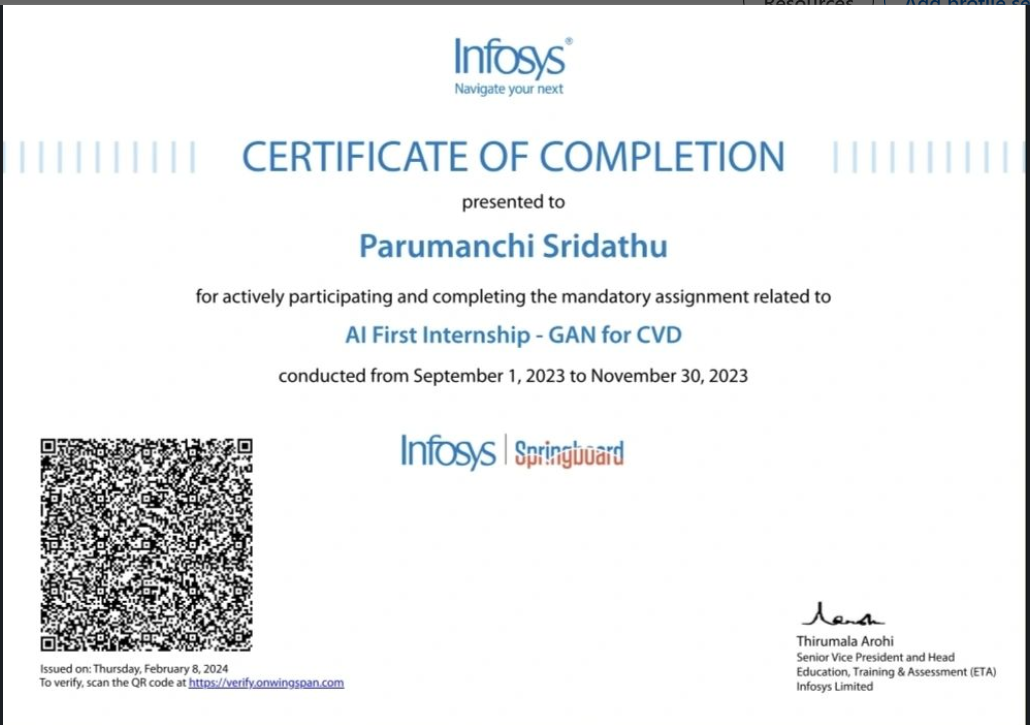 Resources
Add profile se
Infosys®
Navigate your next
CERTIFICATE OF COMPLETION
presented to
Parumanchi Sridathu
for actively participating and completing the mandatory assignment related to
AI First Internship - GAN for CVD
conducted from September 1, 2023 to November 30, 2023
Infosys | Springboard
Thirumala Arohi
Senior Vice President and Head
Education, Training & Assessment (ETA)
Infosys Limited
Issued on: Thursday, February 8, 2024
To verify, scan the QR code at https://verify.onwingspan.com